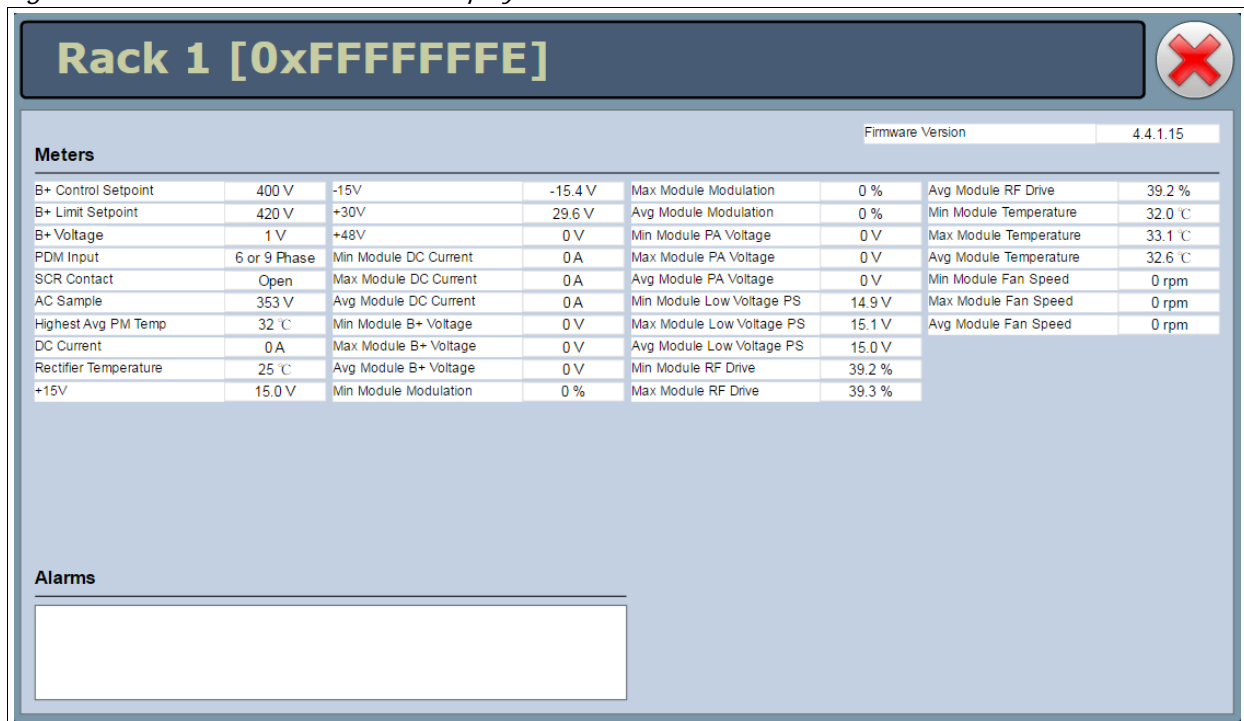 Rack 1 [0xFFFFFFFE]
Firmware Version 4.4.1.15
Meters
B+ Control Setpoint 400 V -15V -15.4 V Max Module Modulation 0 % Avg Module RF Drive 39.2 %
B+ Limit Setpoint 420 V +30V 29.6 V Avg Module Modulation 0 % Min Module Temperature 32.0 °C
B+ Voltage 1 V +48V 0 V Min Module PA Voltage 0 V Max Module Temperature 33.1 °C
PDM Input 6 or 9 Phase Min Module DC Current 0 A Max Module PA Voltage 0 V Avg Module Temperature 32.6 °C
SCR Contact Open Max Module DC Current 0 A Avg Module PA Voltage 0 V Min Module Fan Speed 0 rpm
AC Sample 353 V Avg Module DC Current 0 A Min Module Low Voltage PS 14.9 V Max Module Fan Speed 0 rpm
Highest Avg PM Temp 32 °C Min Module B+ Voltage 0 V Max Module Low Voltage PS 15.1 V Avg Module Fan Speed 0 rpm
DC Current 0 A Max Module B+ Voltage 0 V Avg Module Low Voltage PS 15.0 V
Rectifier Temperature 25 °C Avg Module B+ Voltage 0 V Min Module RF Drive 39.2 %
+15V 15.0 V Min Module Modulation 0 % Max Module RF Drive 39.3 %
Alarms